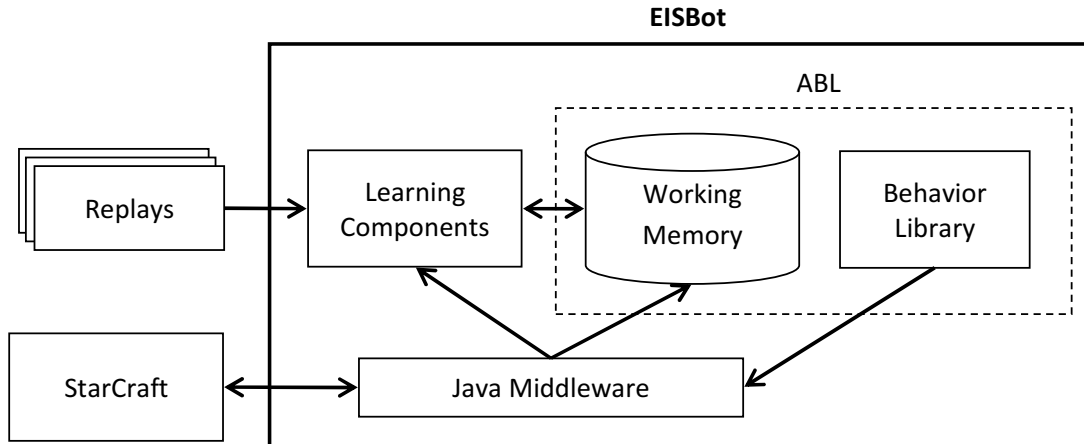 EISBot
ABL
Replays
Learning
Components
Working
Memory
Behavior
Library
StarCraft
Java Middleware